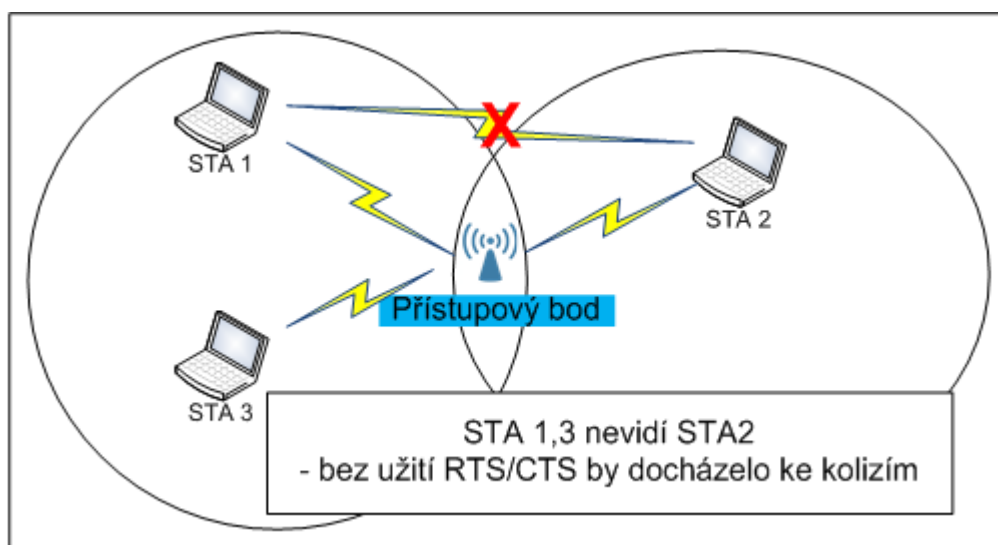 STA 1
STA 2
Přístupový bod
STA 3
STA 1,3 nevidí STA2
- bez užití RTS/CTS by docházelo ke kolizím